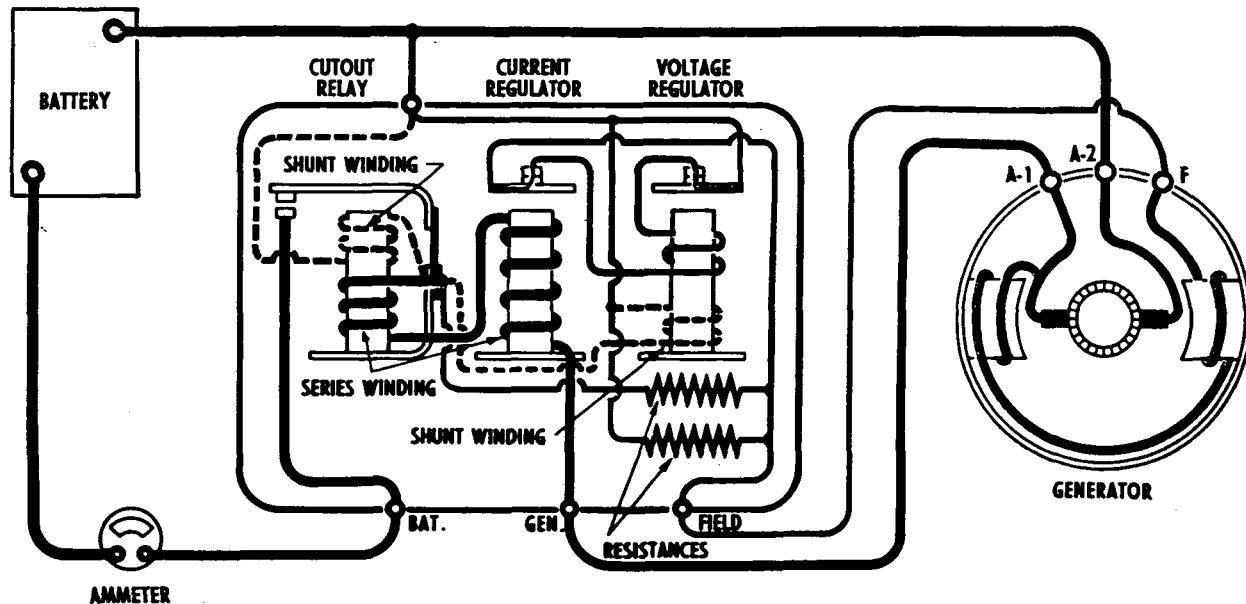 CUTOUT
RELAY
CURRENT
REGULATOR
VOLTAGE
REGULATOR
BATTERY
SHUNT WINDING
A-1
A-2
F
SERIES WINDING
SHUNT WINDING
GENERATOR
BAT.
GEN.
FIELD
RESISTANCES
AMMETER